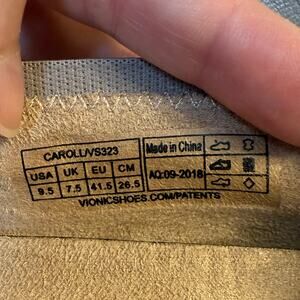 CAROLL/VS323
USA UK EU CM
9.5 7.5 41.5 26.5
Made in China
AQ:09-2018
VIONICSHOES.COM/PATENTS